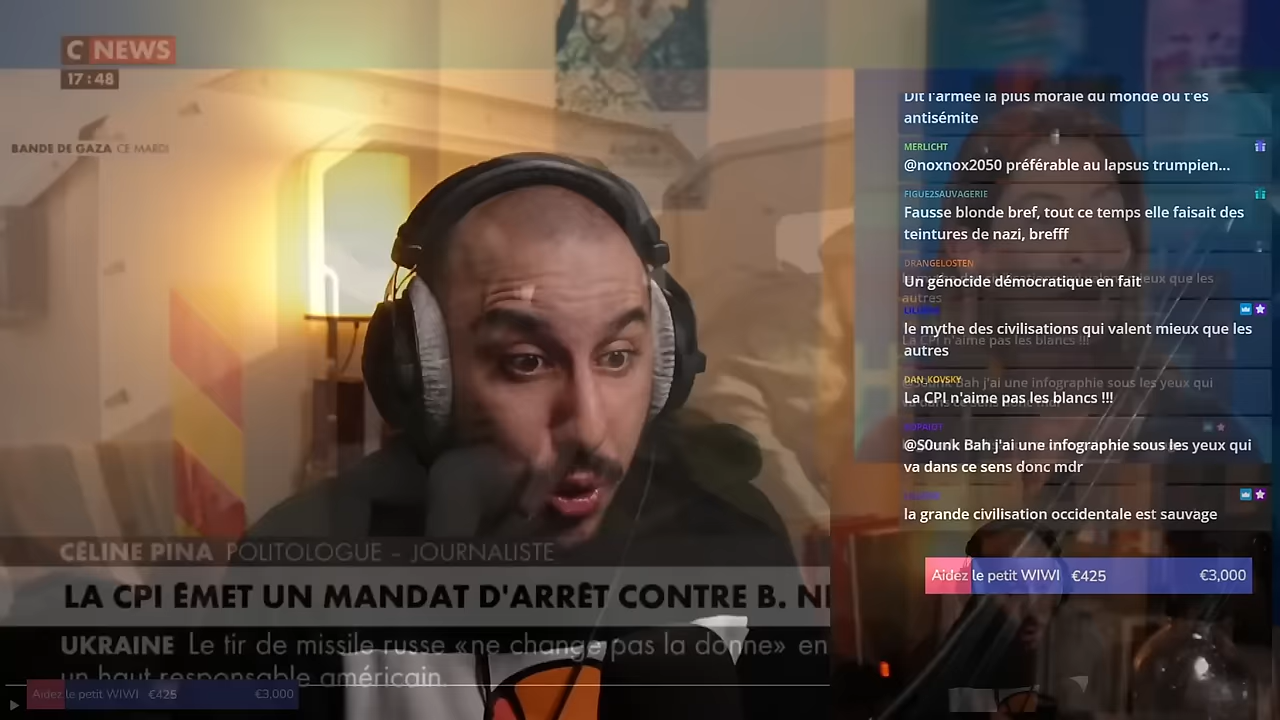 C NEWS
17:48
BANDE DE GAZA CE MARDI
CÉLINE PINA POLITOLOGUE - JOURNALISTE
LA CPI ÉMET UN MANDAT D'ARRÊT CONTRE B. NE
UKRAINE Le tir de missile russe «ne change pas la donne» en
un haut responsable américain
Aidez le petit WIWI €425 €3,000
Dit l'armée la plus morale du monde ou t'es
antisémite
MERLICHT
@noxnox2050 préférable au lapsus trumpien...
FIGUE2SAUVAGERIE
Fausse blonde bref, tout ce temps elle faisait des
teintures de nazi, brefff
DRANGELOSTEN
Un génocide démocratique en fait
le mythe des civilisations qui valent mieux que les
autres
DAN_KOVSKY
La CPI n'aime pas les blancs !!!
@S0unk Bah j'ai une infographie sous les yeux qui
va dans ce sens donc mdr
la grande civilisation occidentale est sauvage
Aidez le petit WIWI €425 €3,000